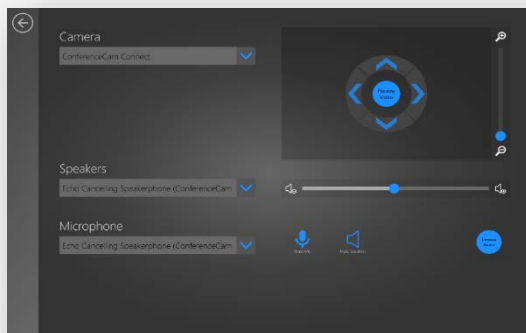 Camera
ConferenceCam Connect
Preview
Video
Speakers
Echo Cancelling Speakerphone (ConferenceCam
Microphone
Echo Cancelling Speakerphone (ConferenceCam